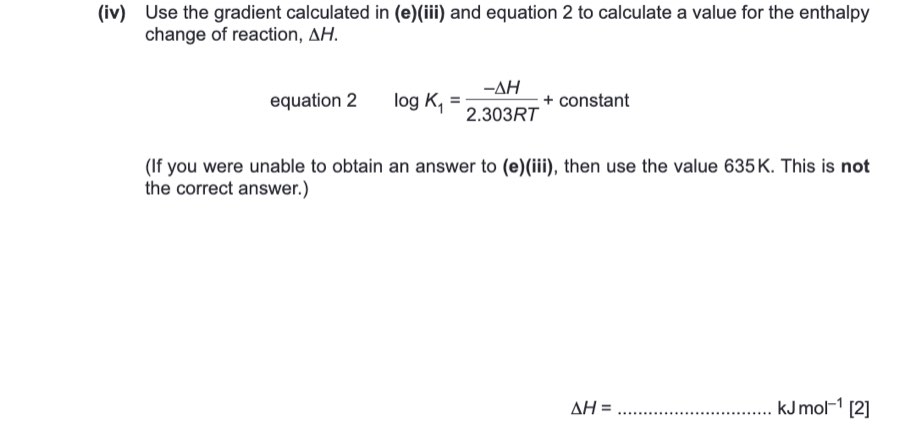 (iv) Use the gradient calculated in (e)(iii) and equation 2 to calculate a value for the enthalpy
change of reaction, ΔH.
equation 2 log K₁ = −ΔH / 2.303RT + constant
(If you were unable to obtain an answer to (e)(iii), then use the value 635K. This is not
the correct answer.)
ΔH = .............................. kJ mol⁻¹ [2]